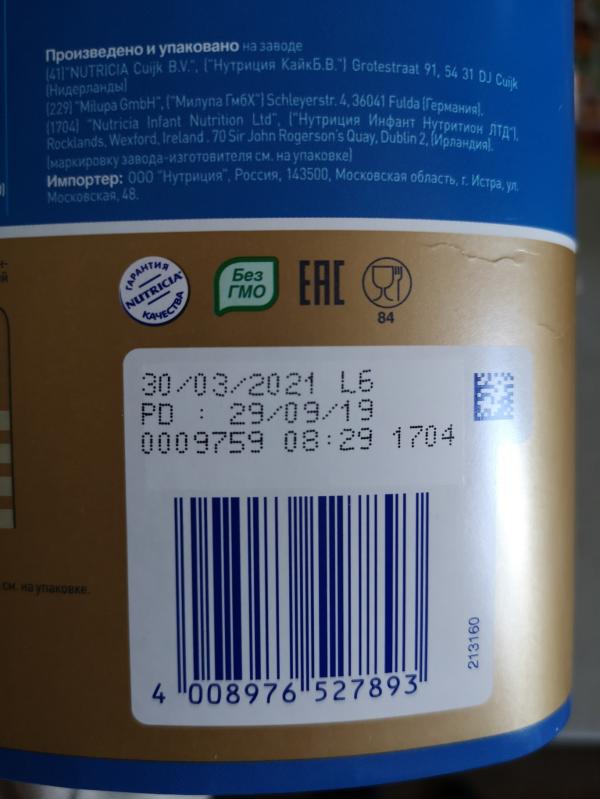 Произведено и упаковано на заводе
(41)"NUTRICIA Cuijk B.V.", ("Нутриция КайкБ.В.") Grotestraat 91, 54 31 DJ Cuijk
(Нидерланды)
(229) "Milupa GmbH", ("Милупа ГмбХ") Schleyerstr. 4, 36041 Fulda (Германия),
(1704) "Nutricia Infant Nutrition Ltd", ("Нутриция Инфант Нутритион ЛТД"),
Rocklands, Wexford, Ireland . 70 Sir John Rogerson's Quay, Dublin 2, (Ирландия),
(маркировку завода-изготовителя см. на упаковке)
Импортер: ООО "Нутриция", Россия, 143500, Московская область, г. Истра, ул.
Московская, 48.
ГАРАНТИЯ
NUTRICIA
КАЧЕСТВА
Без
ГМО
EAC
84
30/03/2021 L6
PD : 29/09/19
0009759 08:29 1704
213160
см. на упаковке.
4 008976 527893